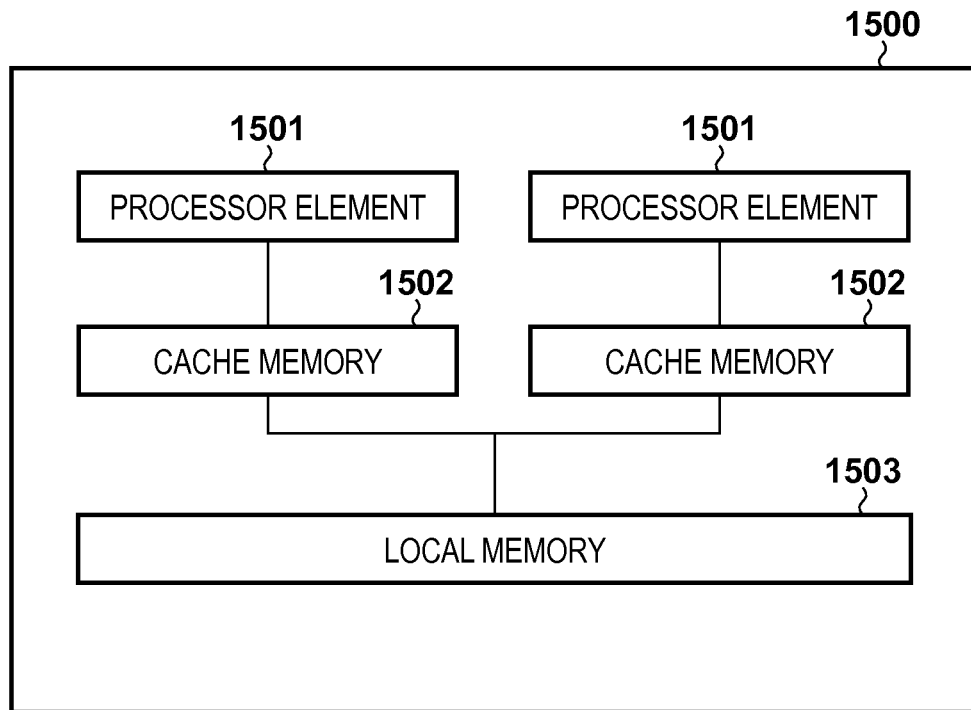 1500
1501
1501
PROCESSOR ELEMENT
PROCESSOR ELEMENT
1502
1502
CACHE MEMORY
CACHE MEMORY
1503
LOCAL MEMORY